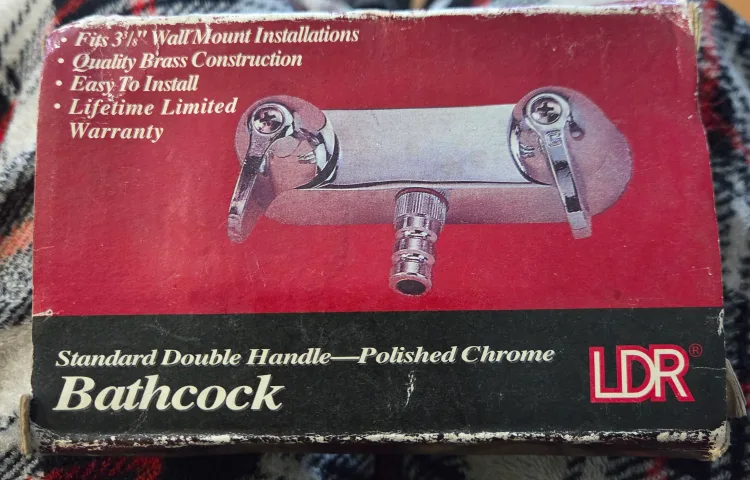 • Fits 3⅜" Wall Mount Installations
• Quality Brass Construction
• Easy To Install
• Lifetime Limited
Warranty
Standard Double Handle—Polished Chrome
Bathcock
LDR®